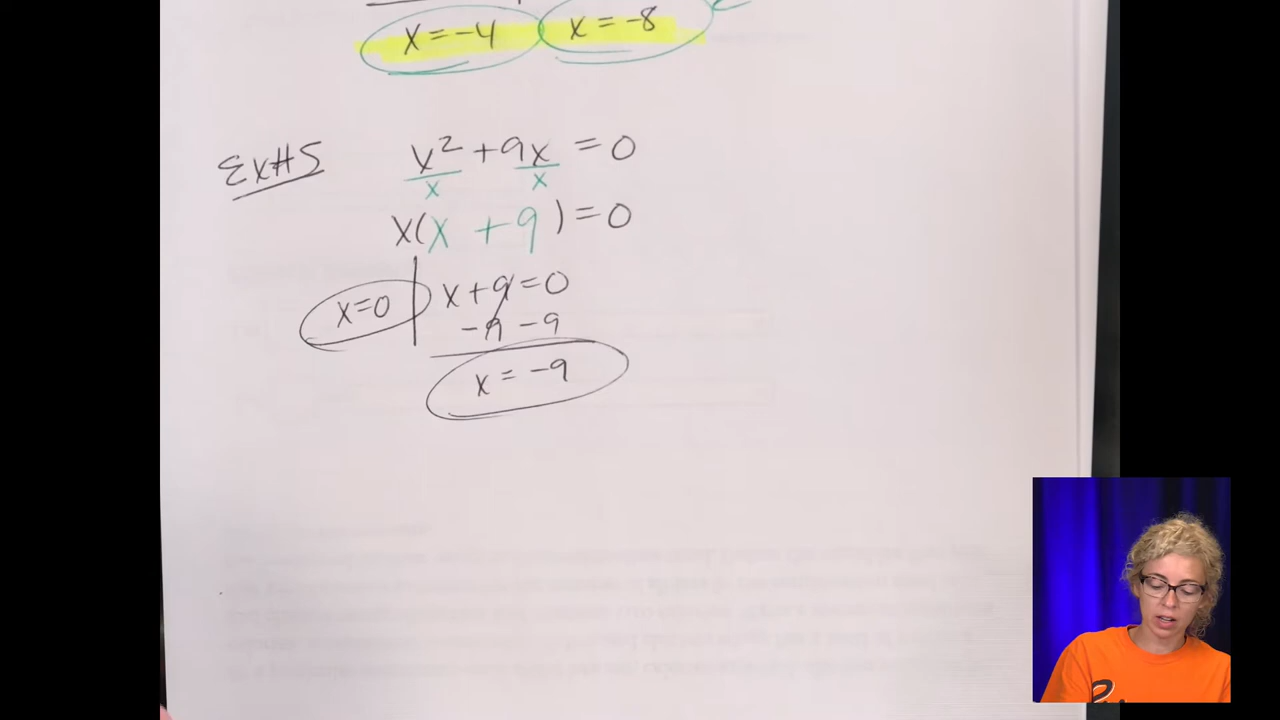 x = -4 x = -8
Ex#5 x² + 9x = 0
x x
x(x + 9) = 0
x=0 x+9=0
-9 -9
x = -9